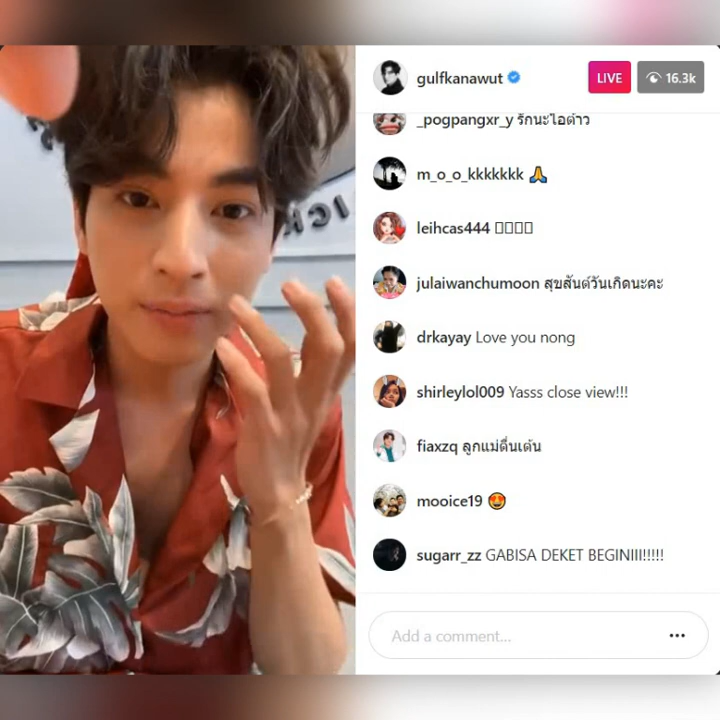 gulfkanawut
LIVE
16.3k
_pogpangxr_y รักนะไอต้าว
m_o_o_kkkkkkk 🙏
leihcas444 ▯▯▯▯
julaiwanchumoon สุขสันต์วันเกิดนะคะ
drkayay Love you nong
shirleylol009 Yasss close view!!!
fiaxzq ลูกแม่ตื่นเต้น
mooice19 😍
sugarr_zz GABISA DEKET BEGINIII!!!!!
Add a comment...